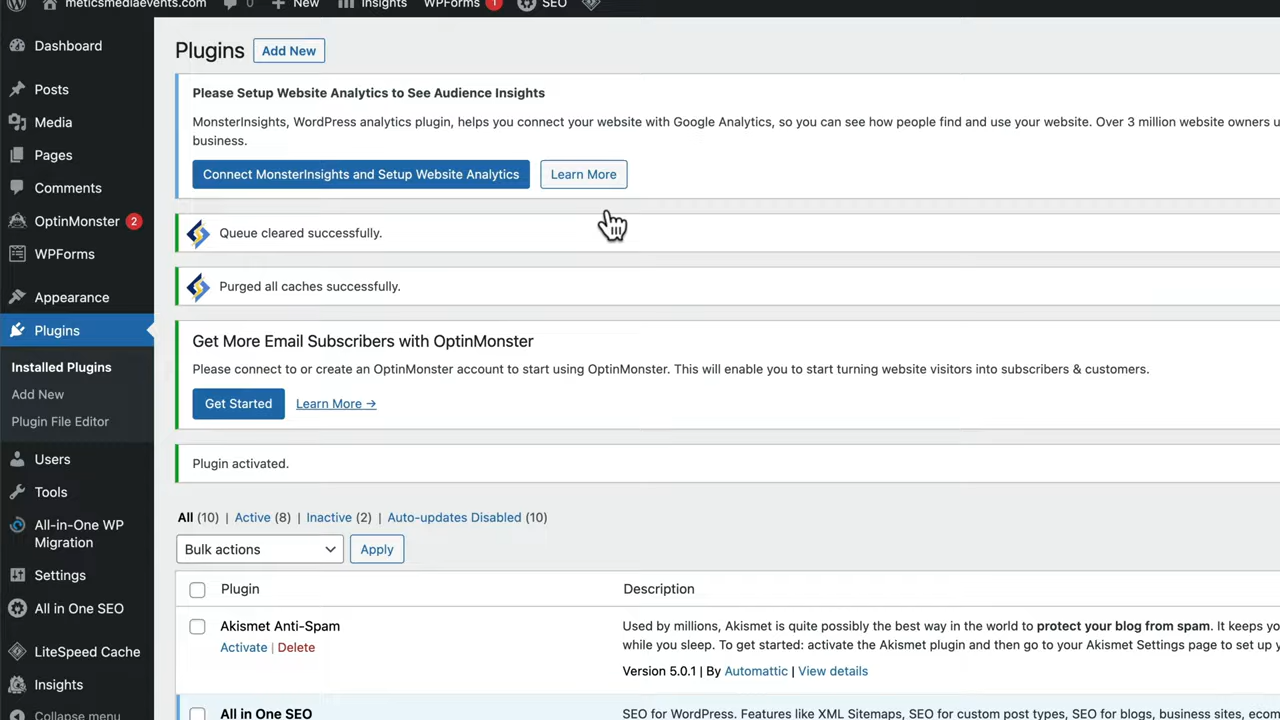 meticsmediaevents.com 0 New Insights WPForms 1 SEO
Dashboard
Posts
Media
Pages
Comments
OptinMonster 2
WPForms
Appearance
Plugins
Installed Plugins
Add New
Plugin File Editor
Users
Tools
All-in-One WP
Migration
Settings
All in One SEO
LiteSpeed Cache
Insights
Collapse menu
Plugins Add New
Please Setup Website Analytics to See Audience Insights
MonsterInsights, WordPress analytics plugin, helps you connect your website with Google Analytics, so you can see how people find and use your website. Over 3 million website owners u
business.
Connect MonsterInsights and Setup Website Analytics Learn More
Queue cleared successfully.
Purged all caches successfully.
Get More Email Subscribers with OptinMonster
Please connect to or create an OptinMonster account to start using OptinMonster. This will enable you to start turning website visitors into subscribers & customers.
Get Started Learn More →
Plugin activated.
All (10) | Active (8) | Inactive (2) | Auto-updates Disabled (10)
Bulk actions Apply
Plugin Description
Akismet Anti-Spam
Activate | Delete
Used by millions, Akismet is quite possibly the best way in the world to protect your blog from spam. It keeps yo
while you sleep. To get started: activate the Akismet plugin and then go to your Akismet Settings page to set up y
Version 5.0.1 | By Automattic | View details
All in One SEO
SEO for WordPress. Features like XML Sitemaps, SEO for custom post types, SEO for blogs, business sites, ecom